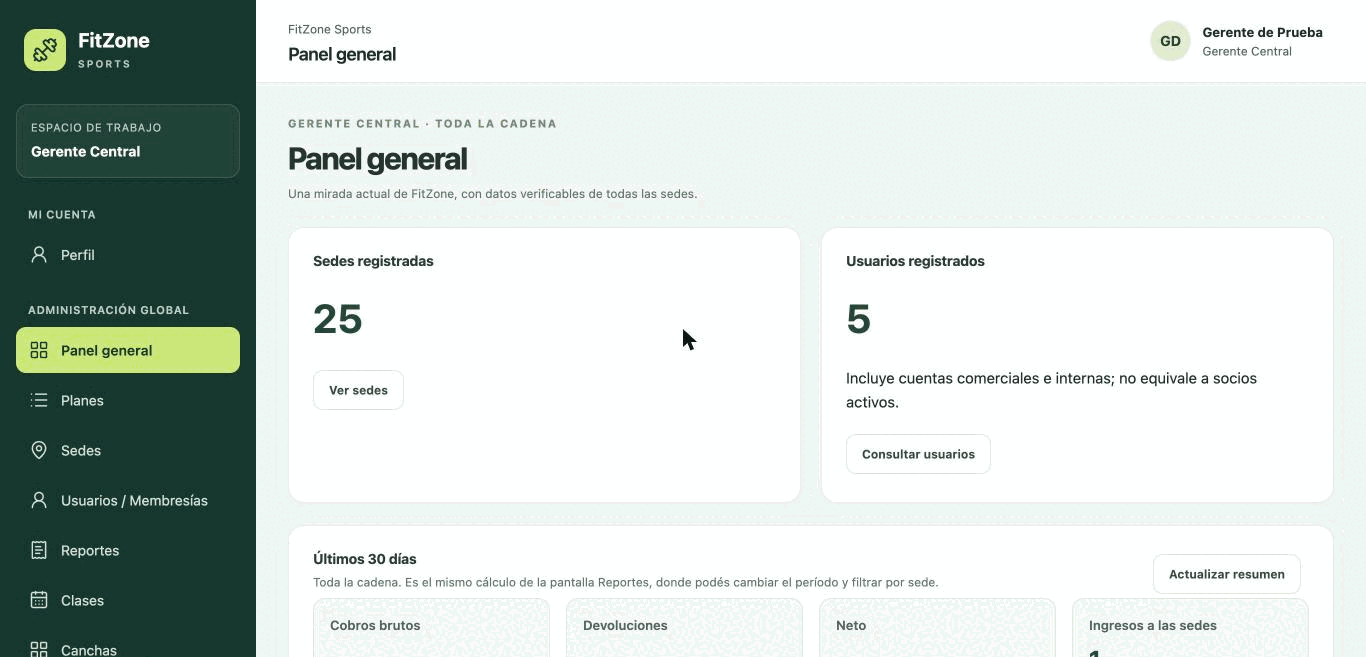 FitZone
SPORTS
ESPACIO DE TRABAJO
Gerente Central
MI CUENTA
Perfil
ADMINISTRACIÓN GLOBAL
Panel general
Planes
Sedes
Usuarios / Membresías
Reportes
Clases
Canchas
FitZone Sports
Panel general
GD
Gerente de Prueba
Gerente Central
GERENTE CENTRAL · TODA LA CADENA
Panel general
Una mirada actual de FitZone, con datos verificables de todas las sedes.
Sedes registradas
25
Ver sedes
Usuarios registrados
5
Incluye cuentas comerciales e internas; no equivale a socios
activos.
Consultar usuarios
Últimos 30 días
Toda la cadena. Es el mismo cálculo de la pantalla Reportes, donde podés cambiar el período y filtrar por sede.
Actualizar resumen
Cobros brutos
Devoluciones
Neto
Ingresos a las sedes